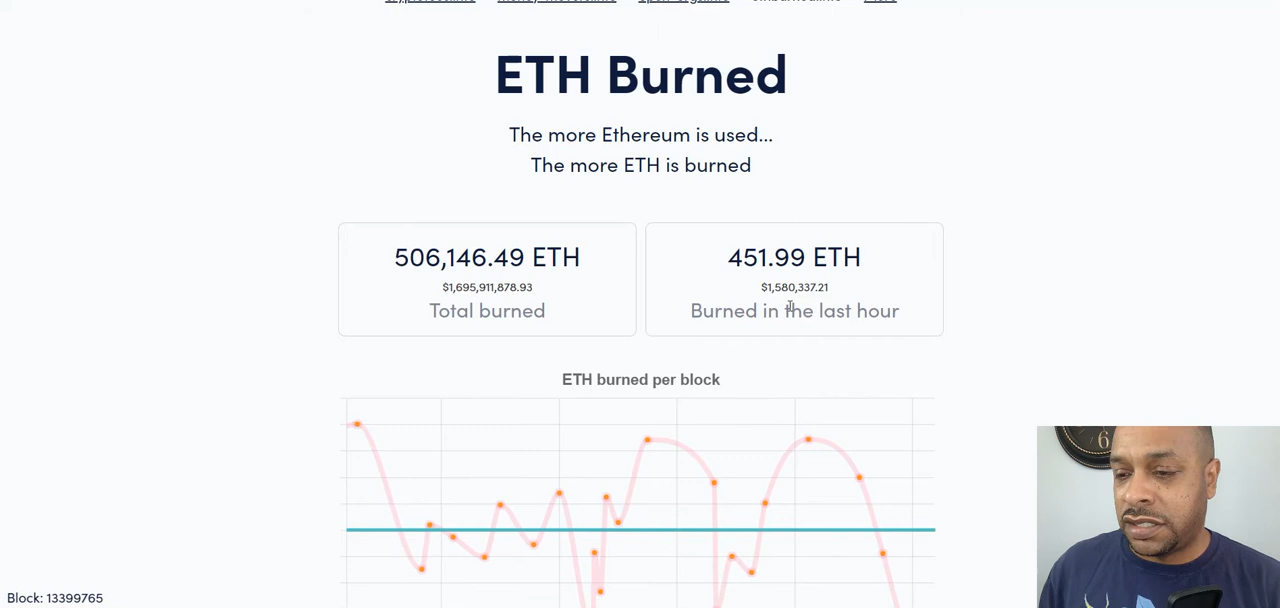 ETH Burned
The more Ethereum is used...
The more ETH is burned
506,146.49 ETH
$1,695,911,878.93
Total burned
451.99 ETH
$1,580,337.21
Burned in the last hour
ETH burned per block
6
Block: 13399765